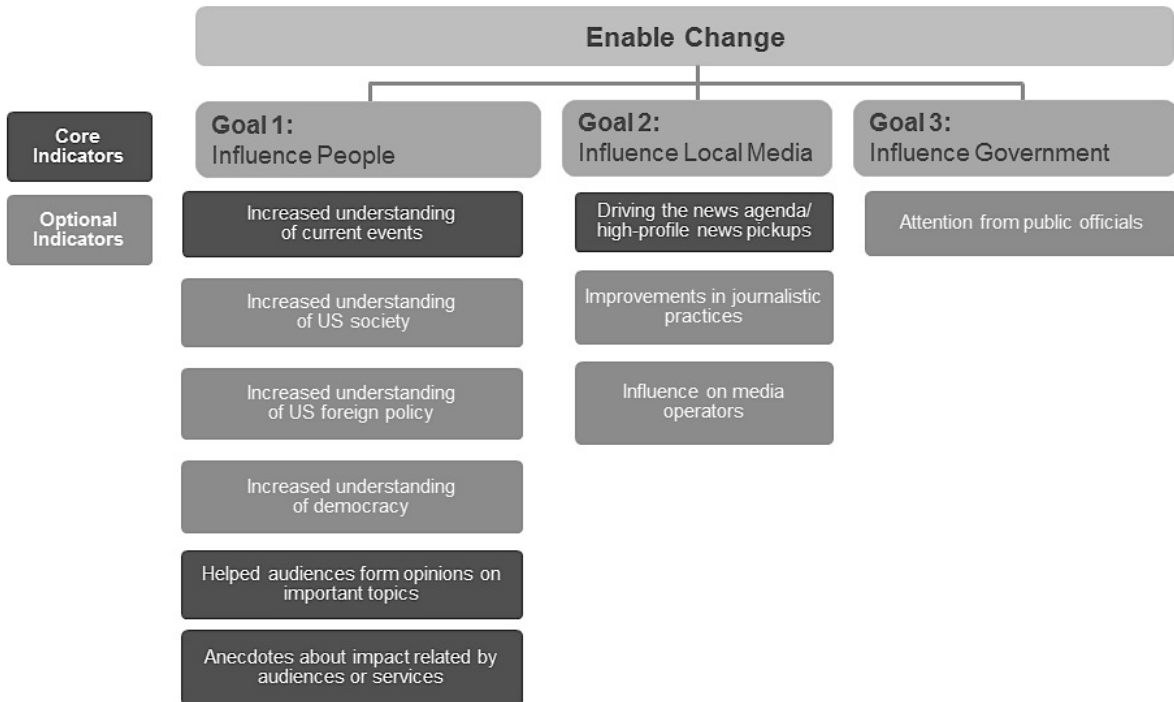 Enable Change
Core
Indicators
Optional
Indicators
Goal 1:
Influence People
Increased understanding
of current events
Increased understanding
of US society
Increased understanding
of US foreign policy
Increased understanding
of democracy
Helped audiences form opinions on
important topics
Anecdotes about impact related by
audiences or services
Goal 2:
Influence Local Media
Driving the news agenda/
high-profile news pickups
Improvements in journalistic
practices
Influence on media
operators
Goal 3:
Influence Government
Attention from public officials